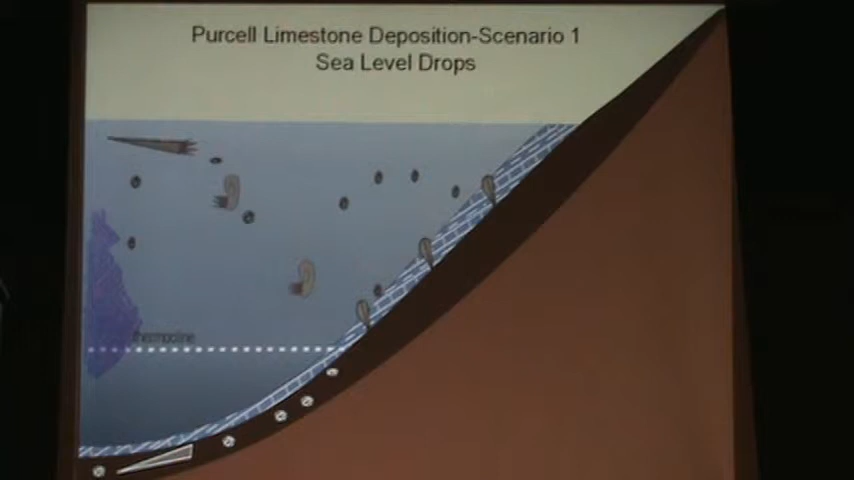 Purcell Limestone Deposition-Scenario 1
Sea Level Drops
thermocline